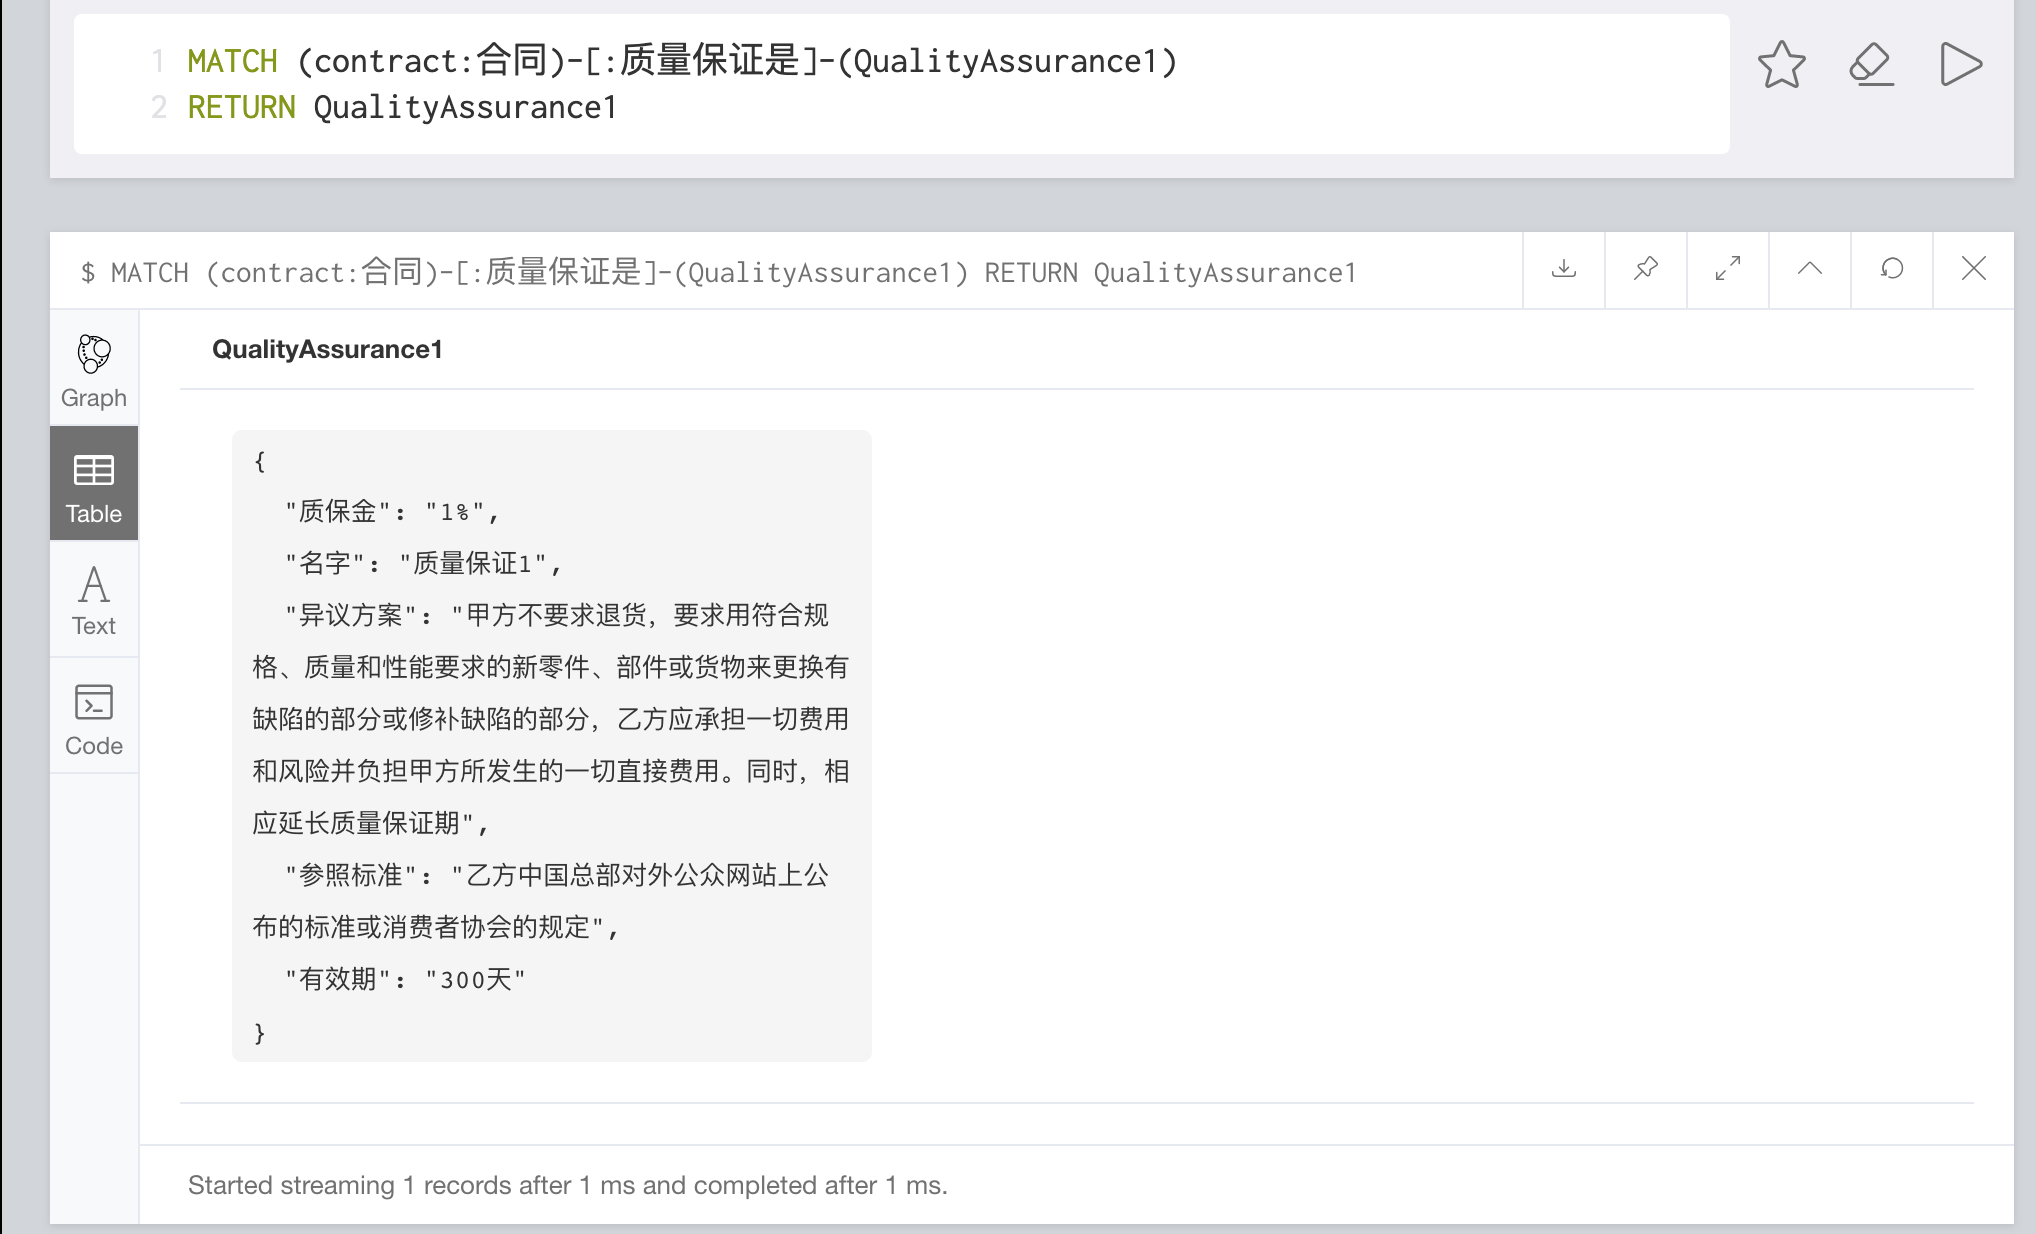 1 MATCH (contract:合同)-[:质量保证是]-(QualityAssurance1)
2 RETURN QualityAssurance1
$ MATCH (contract:合同)-[:质量保证是]-(QualityAssurance1) RETURN QualityAssurance1
Graph
Table
Text
Code
QualityAssurance1
{
"质保金": "1%",
"名字": "质量保证1",
"异议方案": "甲方不要求退货，要求用符合规
格、质量和性能要求的新零件、部件或货物来更换有
缺陷的部分或修补缺陷的部分，乙方应承担一切费用
和风险并负担甲方所发生的一切直接费用。同时，相
应延长质量保证期",
"参照标准": "乙方中国总部对外公众网站上公
布的标准或消费者协会的规定",
"有效期": "300天"
}
Started streaming 1 records after 1 ms and completed after 1 ms.